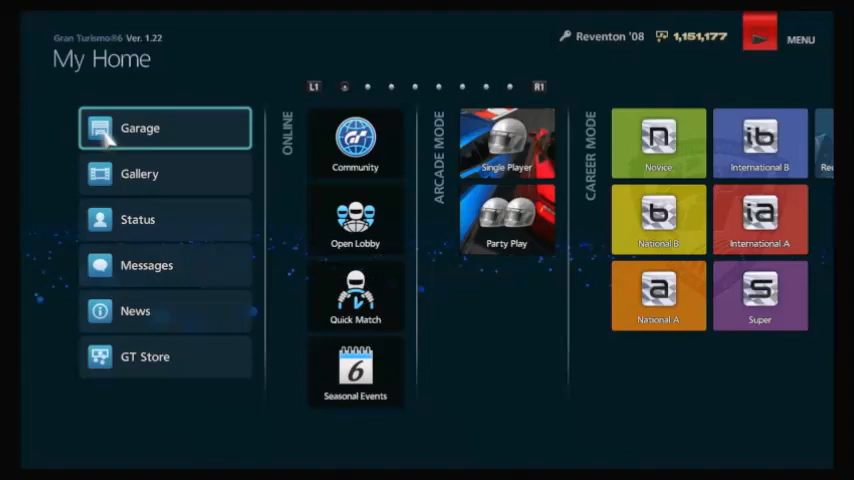 Gran Turismo®6 Ver. 1.22
My Home
Reventon '08
1,151,177
MENU
L1
R1
Garage
Gallery
Status
Messages
News
GT Store
ONLINE
Community
Open Lobby
Quick Match
6
Seasonal Events
ARCADE MODE
Single Player
Party Play
CAREER MODE
n
Novice
b
National B
a
National A
ib
International B
ia
International A
s
Super